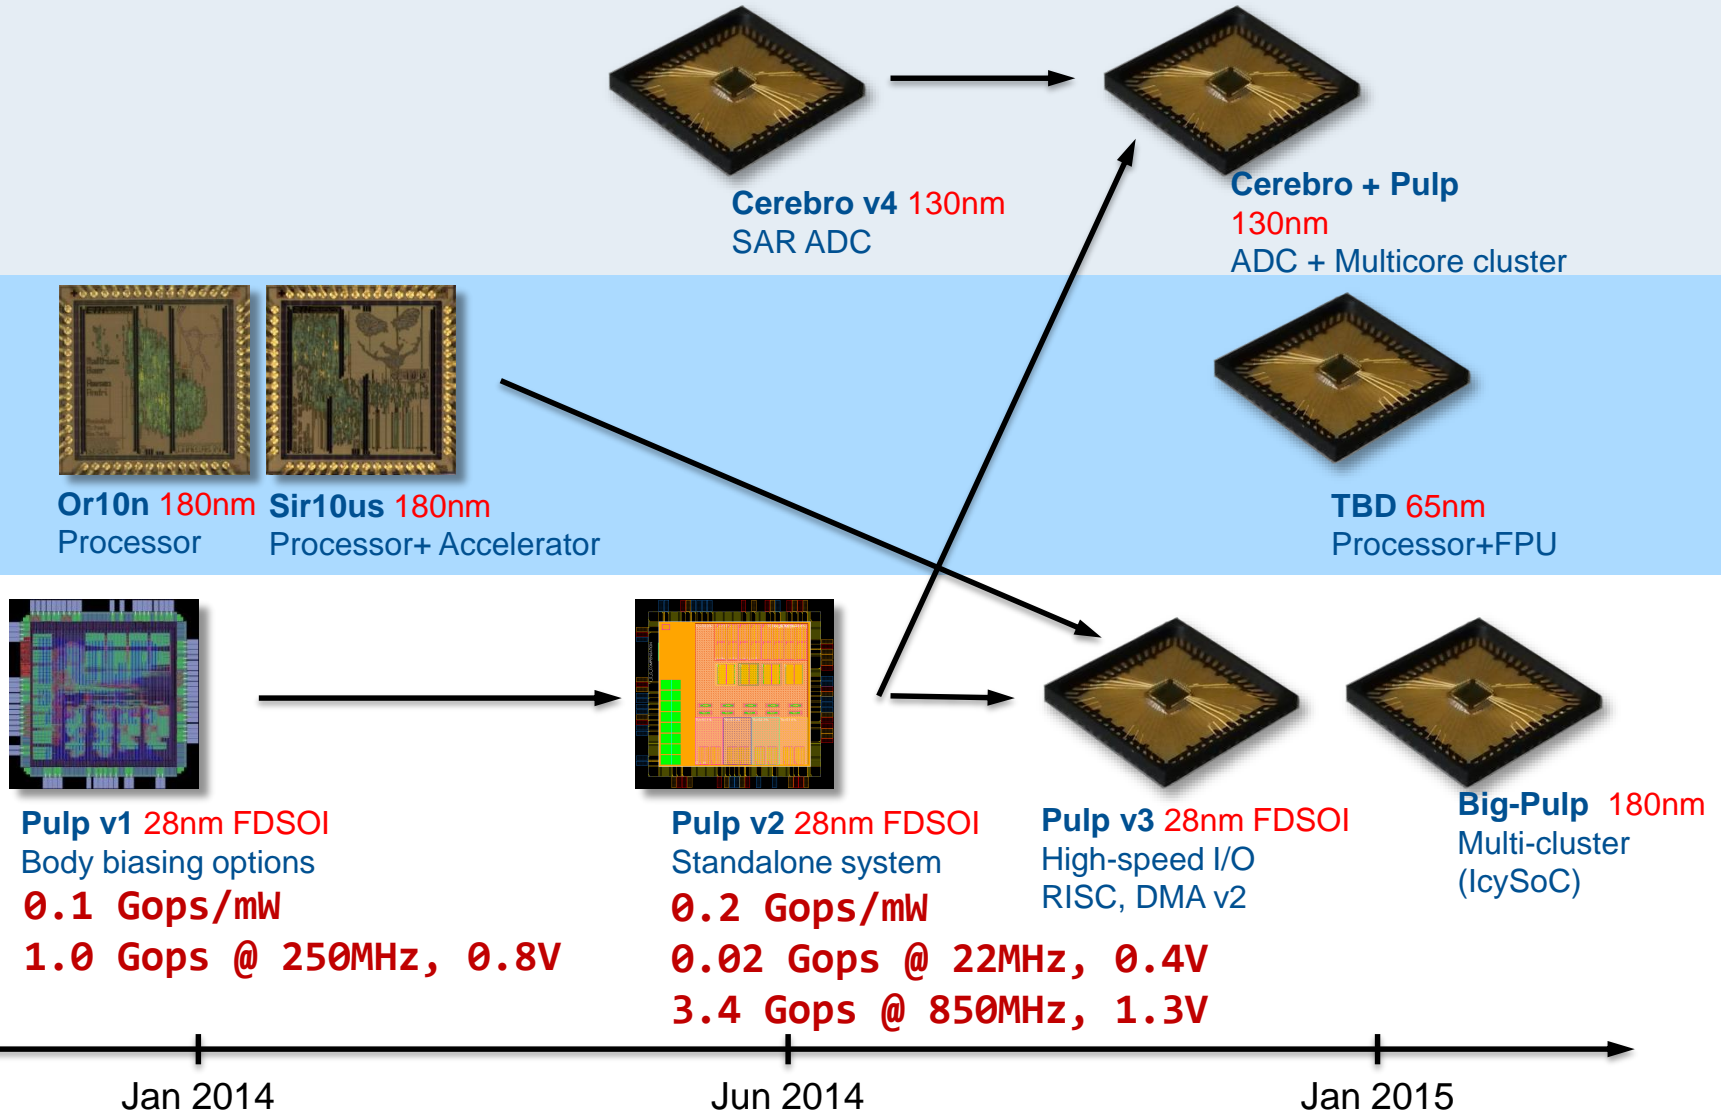 Cerebro v4 130nm
SAR ADC
Cerebro + Pulp
130nm
ADC + Multicore cluster
Or10n 180nm
Processor
Sir10us 180nm
Processor+ Accelerator
TBD 65nm
Processor+FPU
Pulp v1 28nm FDSOI
Body biasing options
0.1 Gops/mW
1.0 Gops @ 250MHz, 0.8V
Pulp v2 28nm FDSOI
Standalone system
0.2 Gops/mW
0.02 Gops @ 22MHz, 0.4V
3.4 Gops @ 850MHz, 1.3V
Pulp v3 28nm FDSOI
High-speed I/O
RISC, DMA v2
Big-Pulp 180nm
Multi-cluster
(IcySoC)
Jan 2014
Jun 2014
Jan 2015